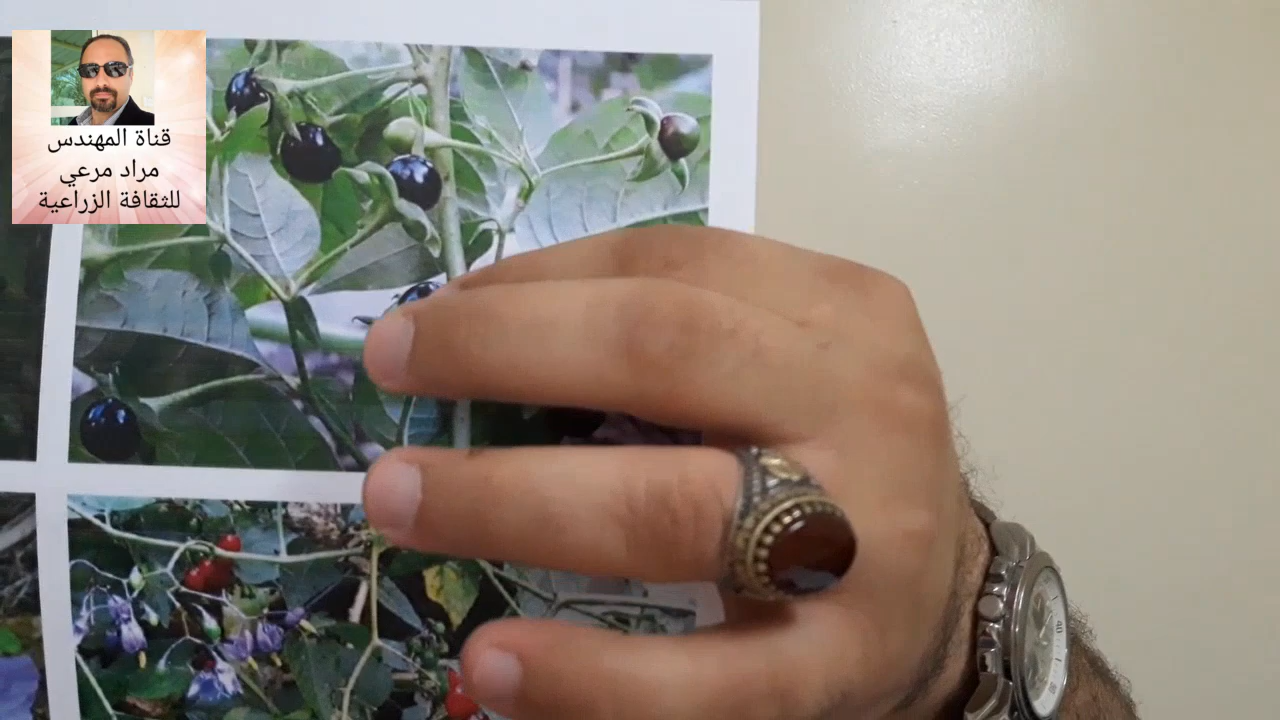 قناة المهندس
مراد مرعي
للثقافة الزراعية